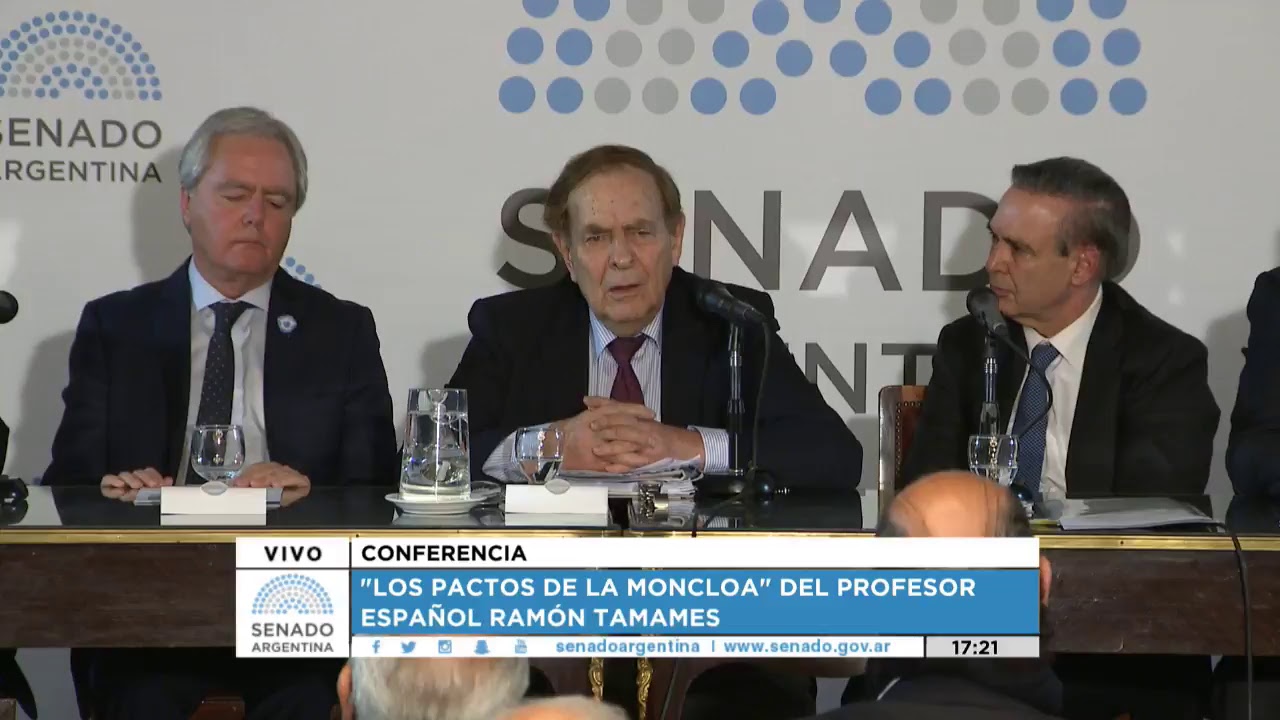 SENADO
ARGENTINA
SENADO
VIVO
CONFERENCIA
"LOS PACTOS DE LA MONCLOA" DEL PROFESOR
ESPAÑOL RAMÓN TAMAMES
SENADO
ARGENTINA
senadoargentina | www.senado.gov.ar
17:21